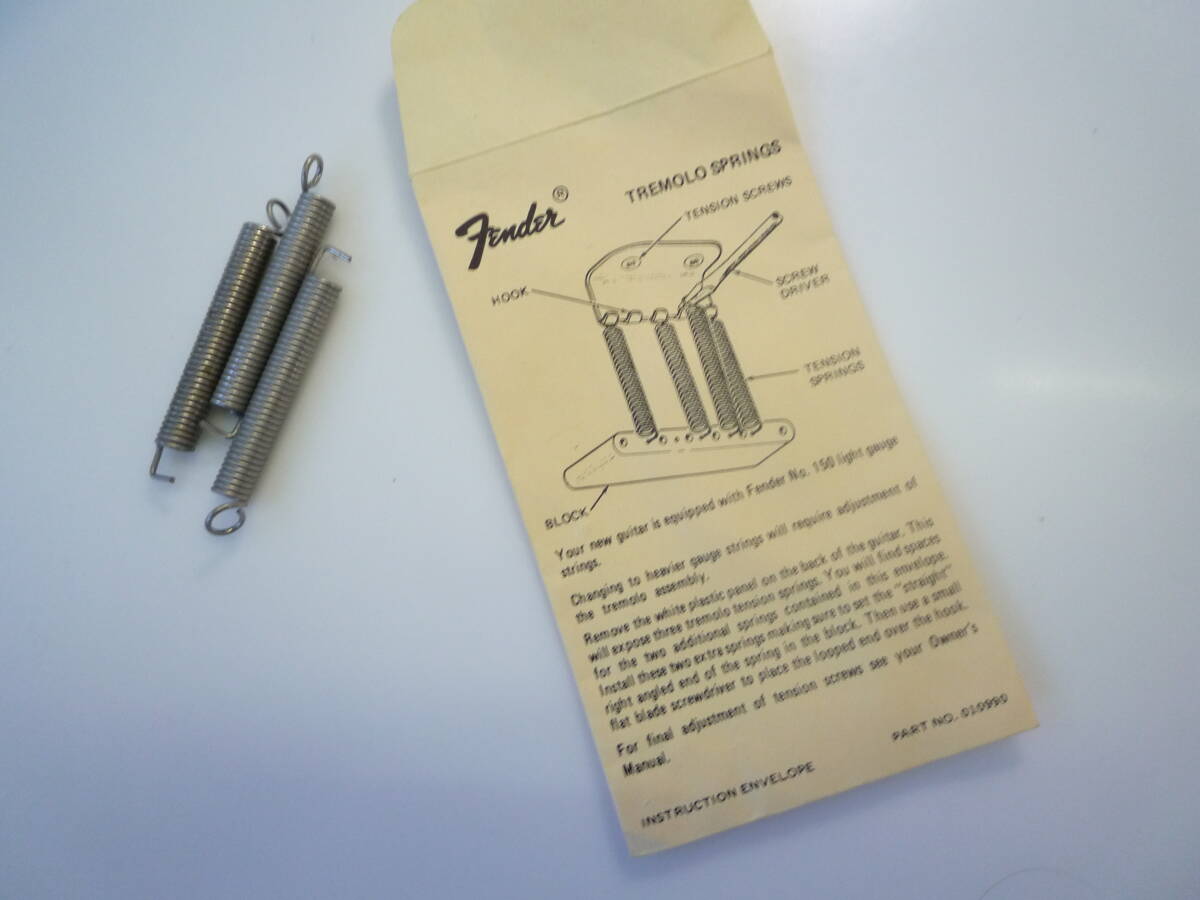 TREMOLO SPRINGS
Fender®
TENSION SCREWS
HOOK
SCREW
DRIVER
TENSION
SPRINGS
BLOCK
Your new guitar is equipped with Fender No. 150 light gauge
strings.
Changing to heavier gauge strings will require adjustment of
the tremolo assembly.
Remove the white plastic panel on the back of the guitar. This
will expose three tremolo tension springs. You will find spaces
for the two additional springs contained in this envelope.
Install these two extra springs making sure to set the "straight"
right angled end of the spring in the block. Then use a small
flat blade screwdriver to place the looped end over the hook.
For final adjustment of tension screws see your Owner's
Manual.
INSTRUCTION ENVELOPE
PART NO. 010990